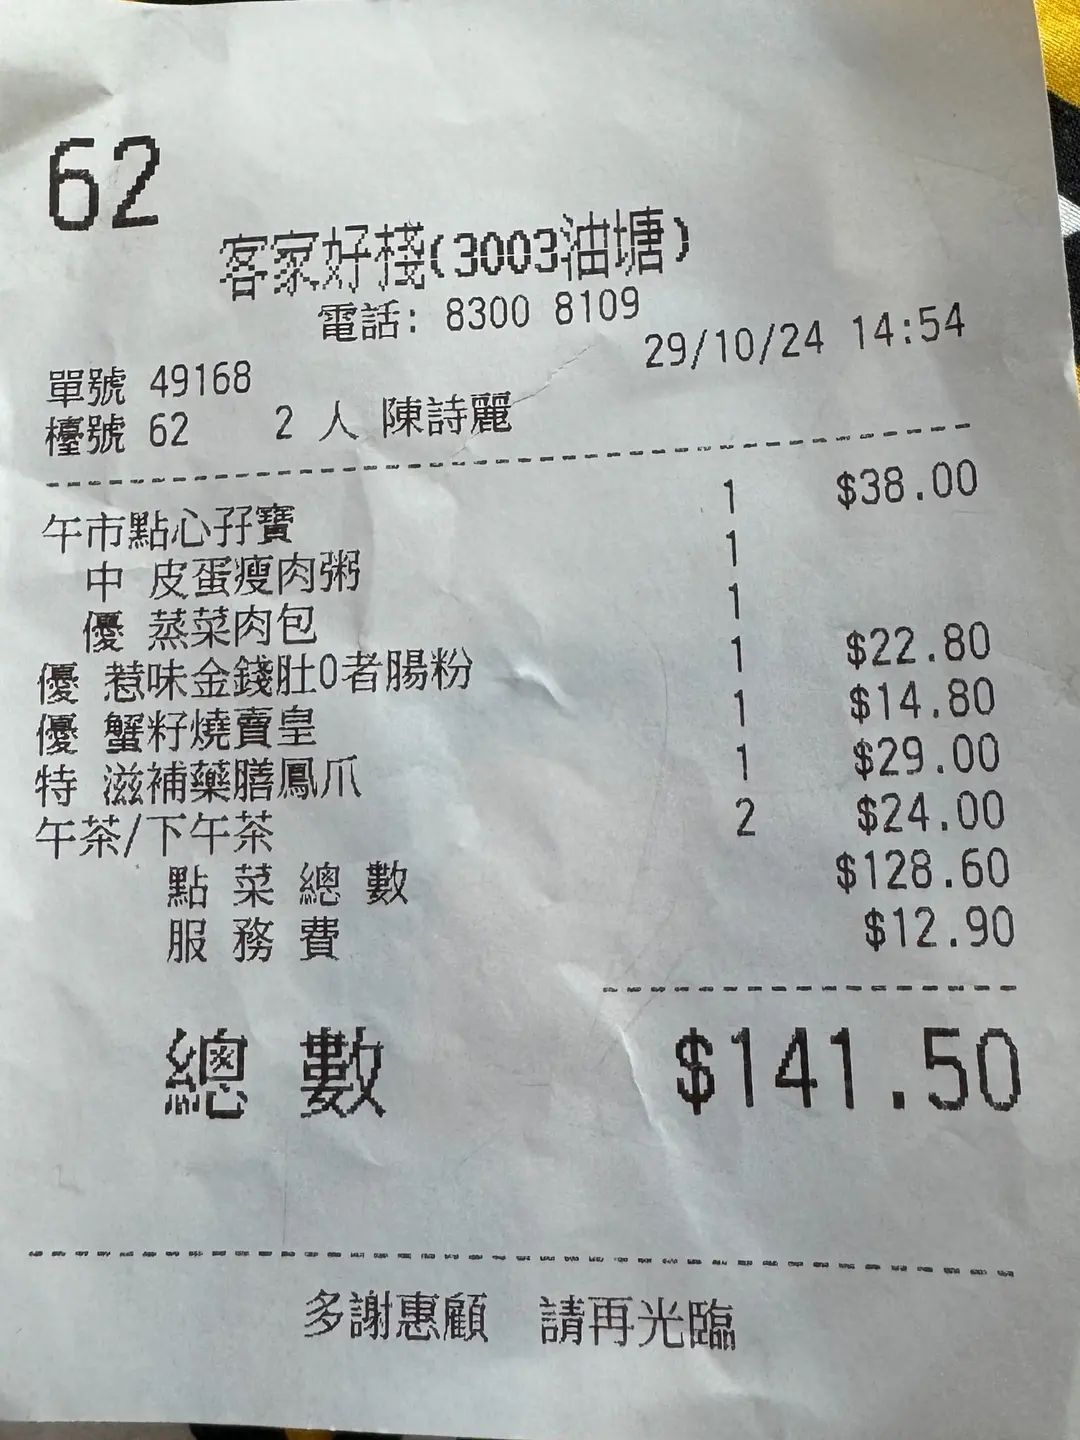 62
客家好棧(3003油塘)
電話: 8300 8109
29/10/24 14:54
單號 49168
檯號 62 2 人 陳詩麗
午市點心孖寶 1 $38.00
中 皮蛋瘦肉粥 1
優 蒸菜肉包 1
優 惹味金錢肚0者腸粉 1 $22.80
優 蟹籽燒賣皇 1 $14.80
特 滋補藥膳鳳爪 1 $29.00
午茶/下午茶 2 $24.00
點菜總數 $128.60
服務費 $12.90
總數 $141.50
多謝惠顧 請再光臨